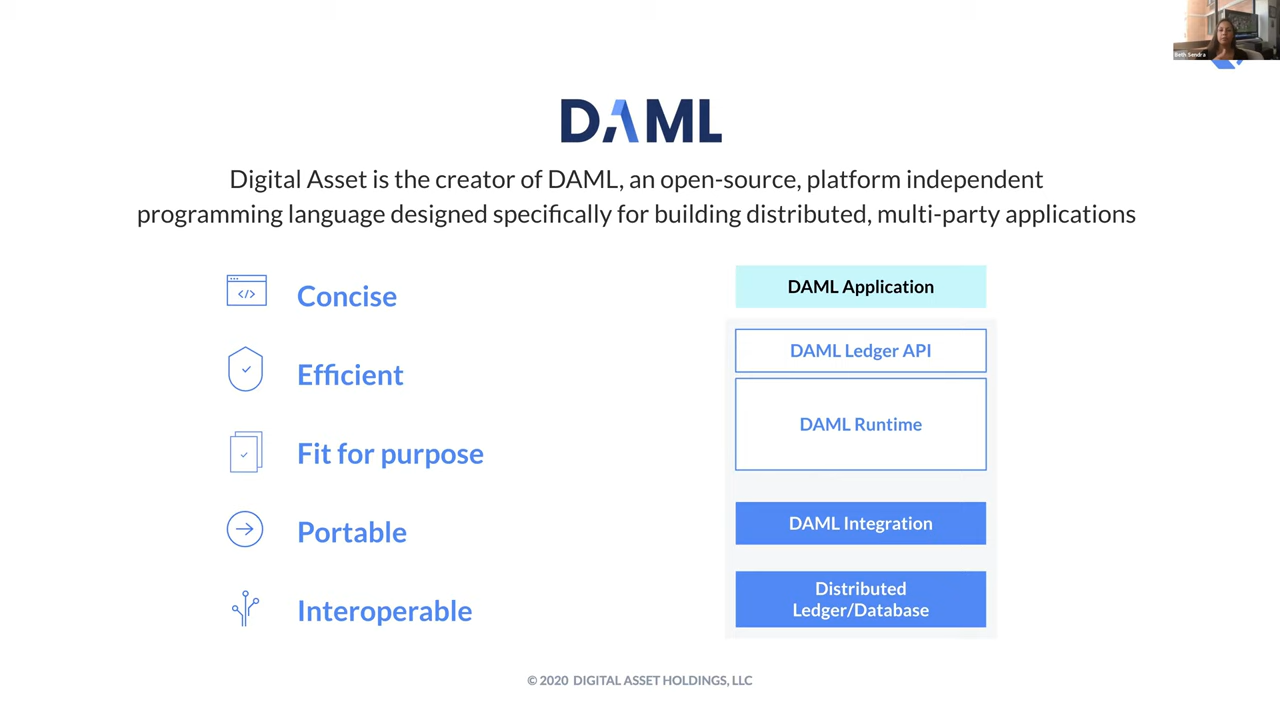 Beth Sendra
DAML
Digital Asset is the creator of DAML, an open-source, platform independent
programming language designed specifically for building distributed, multi-party applications
Concise
Efficient
Fit for purpose
Portable
Interoperable
DAML Application
DAML Ledger API
DAML Runtime
DAML Integration
Distributed
Ledger/Database
© 2020 DIGITAL ASSET HOLDINGS, LLC